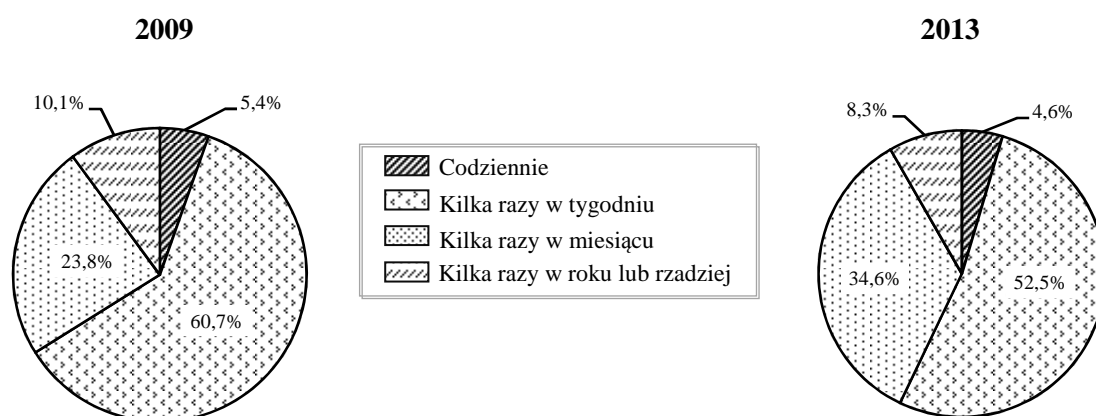 2009
2013
10,1%
5,4%
8,3%
4,6%
Codziennie
Kilka razy w tygodniu
Kilka razy w miesiącu
Kilka razy w roku lub rzadziej
23,8%
60,7%
34,6%
52,5%